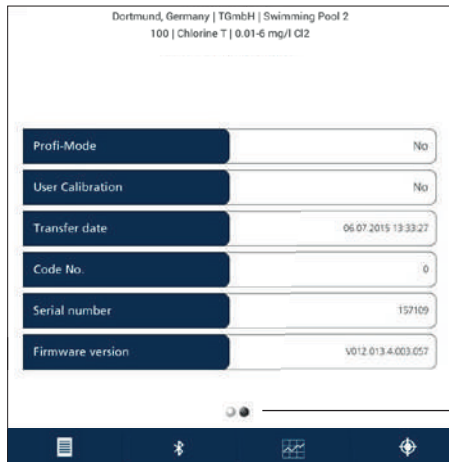 Dortmund, Germany | TGmbH | Swimming Pool 2
100 | Chlorine T | 0.01-6 mg/l Cl2
Profi-Mode No
User Calibration No
Transfer date 06.07.2015 13:33:27
Code No. 0
Serial number 157109
Firmware version V012.013.4.003.057